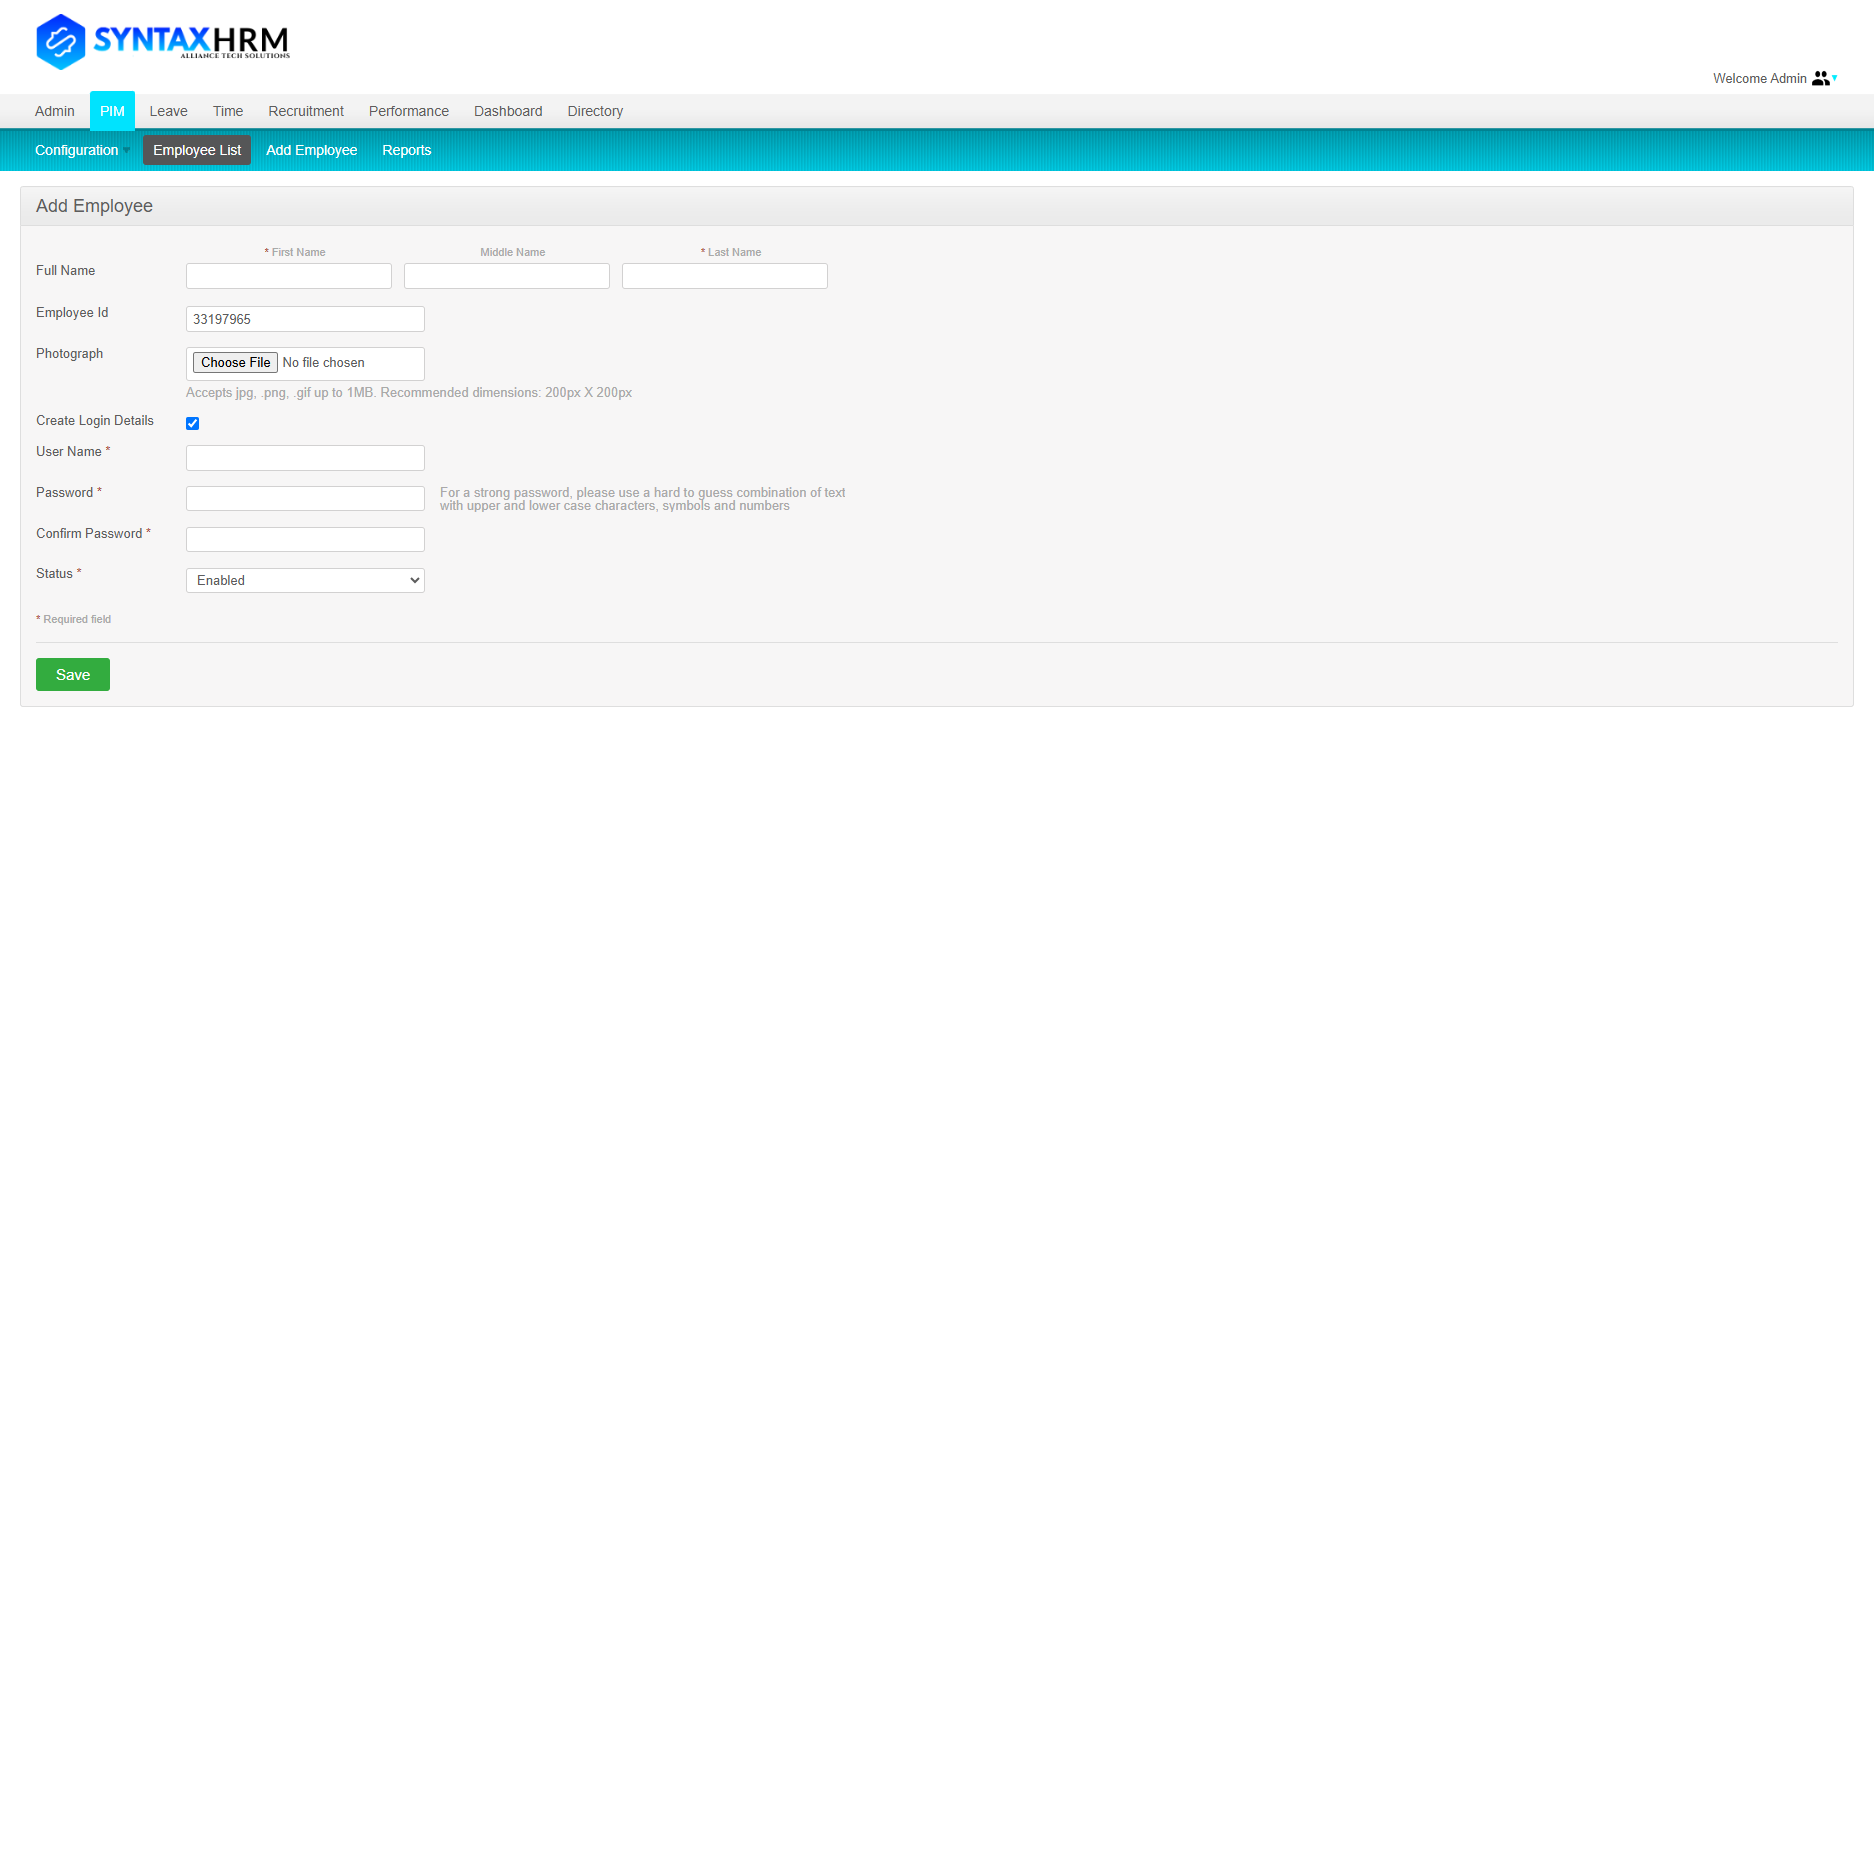 SYNTAXHRM
ALLIANCE TECH SOLUTIONS
Welcome Admin
Admin PIM Leave Time Recruitment Performance Dashboard Directory
Configuration Employee List Add Employee Reports
Add Employee
* First Name Middle Name * Last Name
Full Name
Employee Id 33197965
Photograph Choose File No file chosen
Accepts jpg, .png, .gif up to 1MB. Recommended dimensions: 200px X 200px
Create Login Details
User Name *
Password * For a strong password, please use a hard to guess combination of text
with upper and lower case characters, symbols and numbers
Confirm Password *
Status * Enabled
* Required field
Save